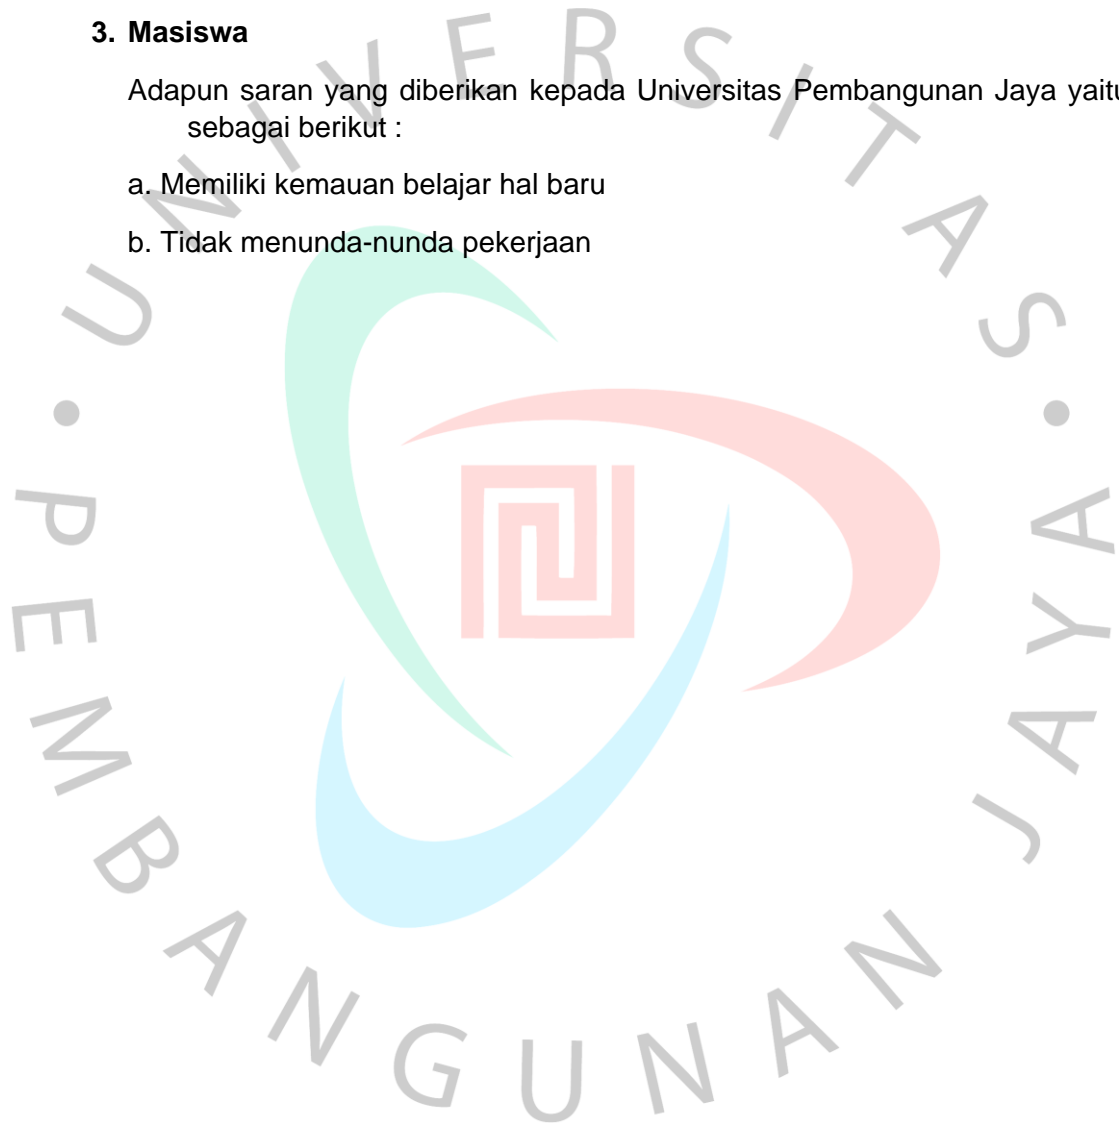 3. Masiswa
Adapun saran yang diberikan kepada Universitas Pembangunan Jaya yaitu
sebagai berikut :
a. Memiliki kemauan belajar hal baru
b. Tidak menunda-nunda pekerjaan
UNIVERSITAS • PEMBANGUNAN JAYA •